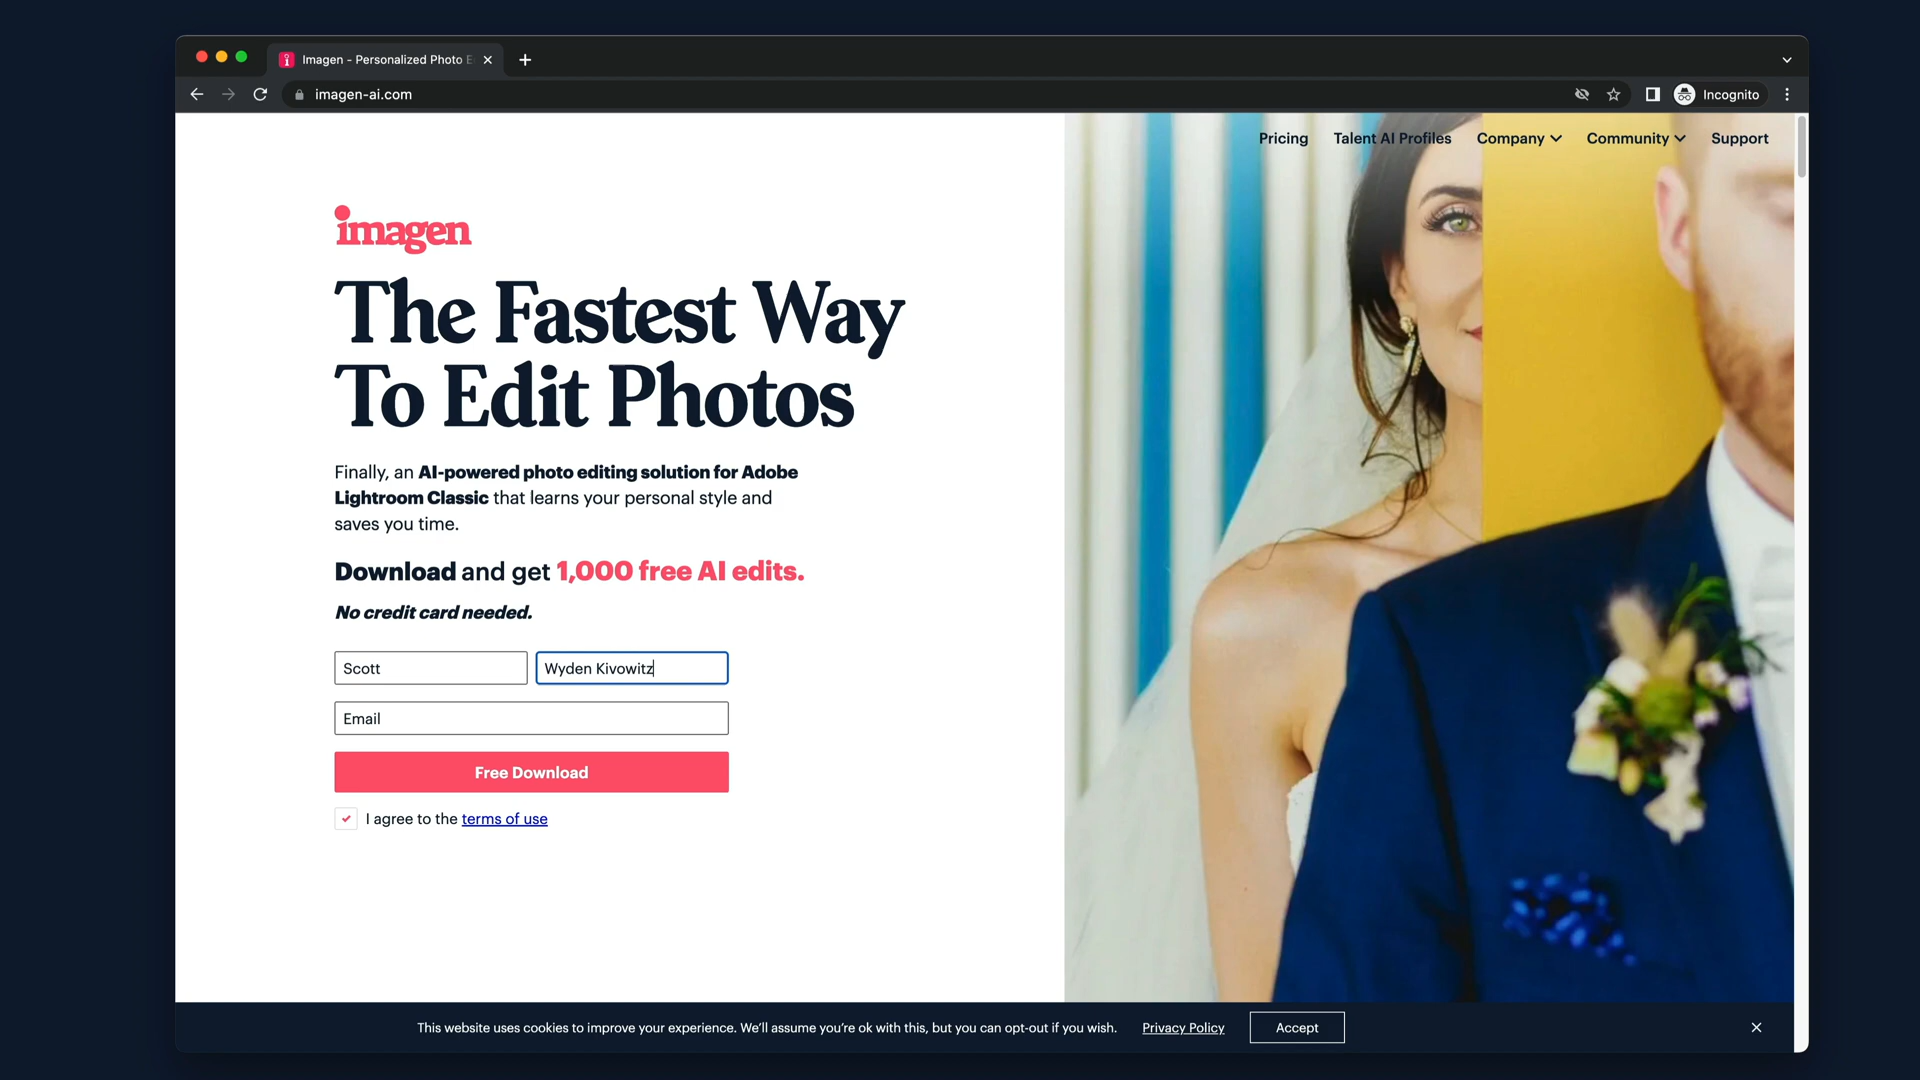 Imagen - Personalized Photo E
imagen-ai.com
Incognito
Pricing Talent AI Profiles Company Community Support
imagen
The Fastest Way
To Edit Photos
Finally, an AI-powered photo editing solution for Adobe
Lightroom Classic that learns your personal style and
saves you time.
Download and get 1,000 free AI edits.
No credit card needed.
Scott Wyden Kivowitz
Email
Free Download
I agree to the terms of use
This website uses cookies to improve your experience. We'll assume you're ok with this, but you can opt-out if you wish. Privacy Policy Accept